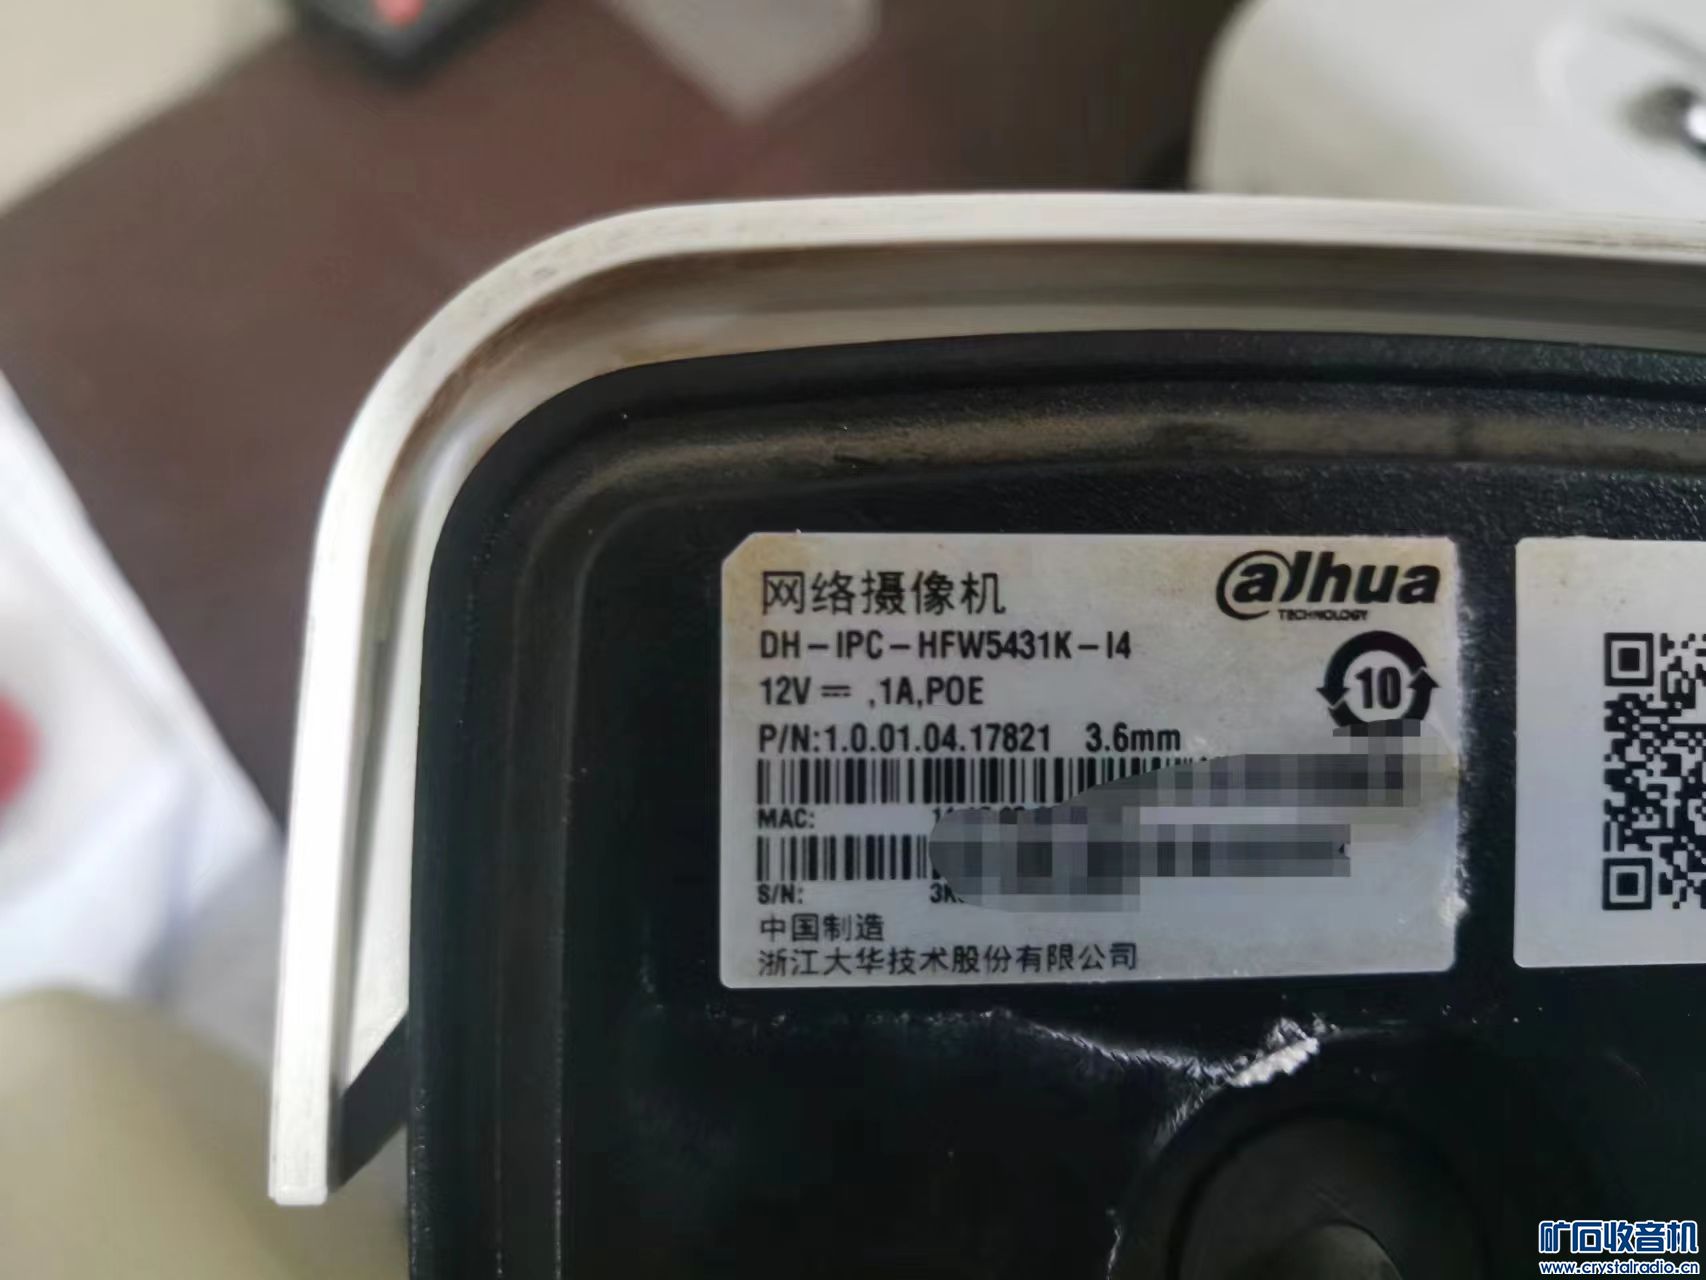 网络摄像机
alhua
TECHNOLOGY
DH-IPC-HFW5431K-I4
12V ⎓ ,1A,POE
10
P/N:1.0.01.04.17821 3.6mm
MAC:
S/N:
中国制造
浙江大华技术股份有限公司
矿石收音机
www.crystalradio.cn